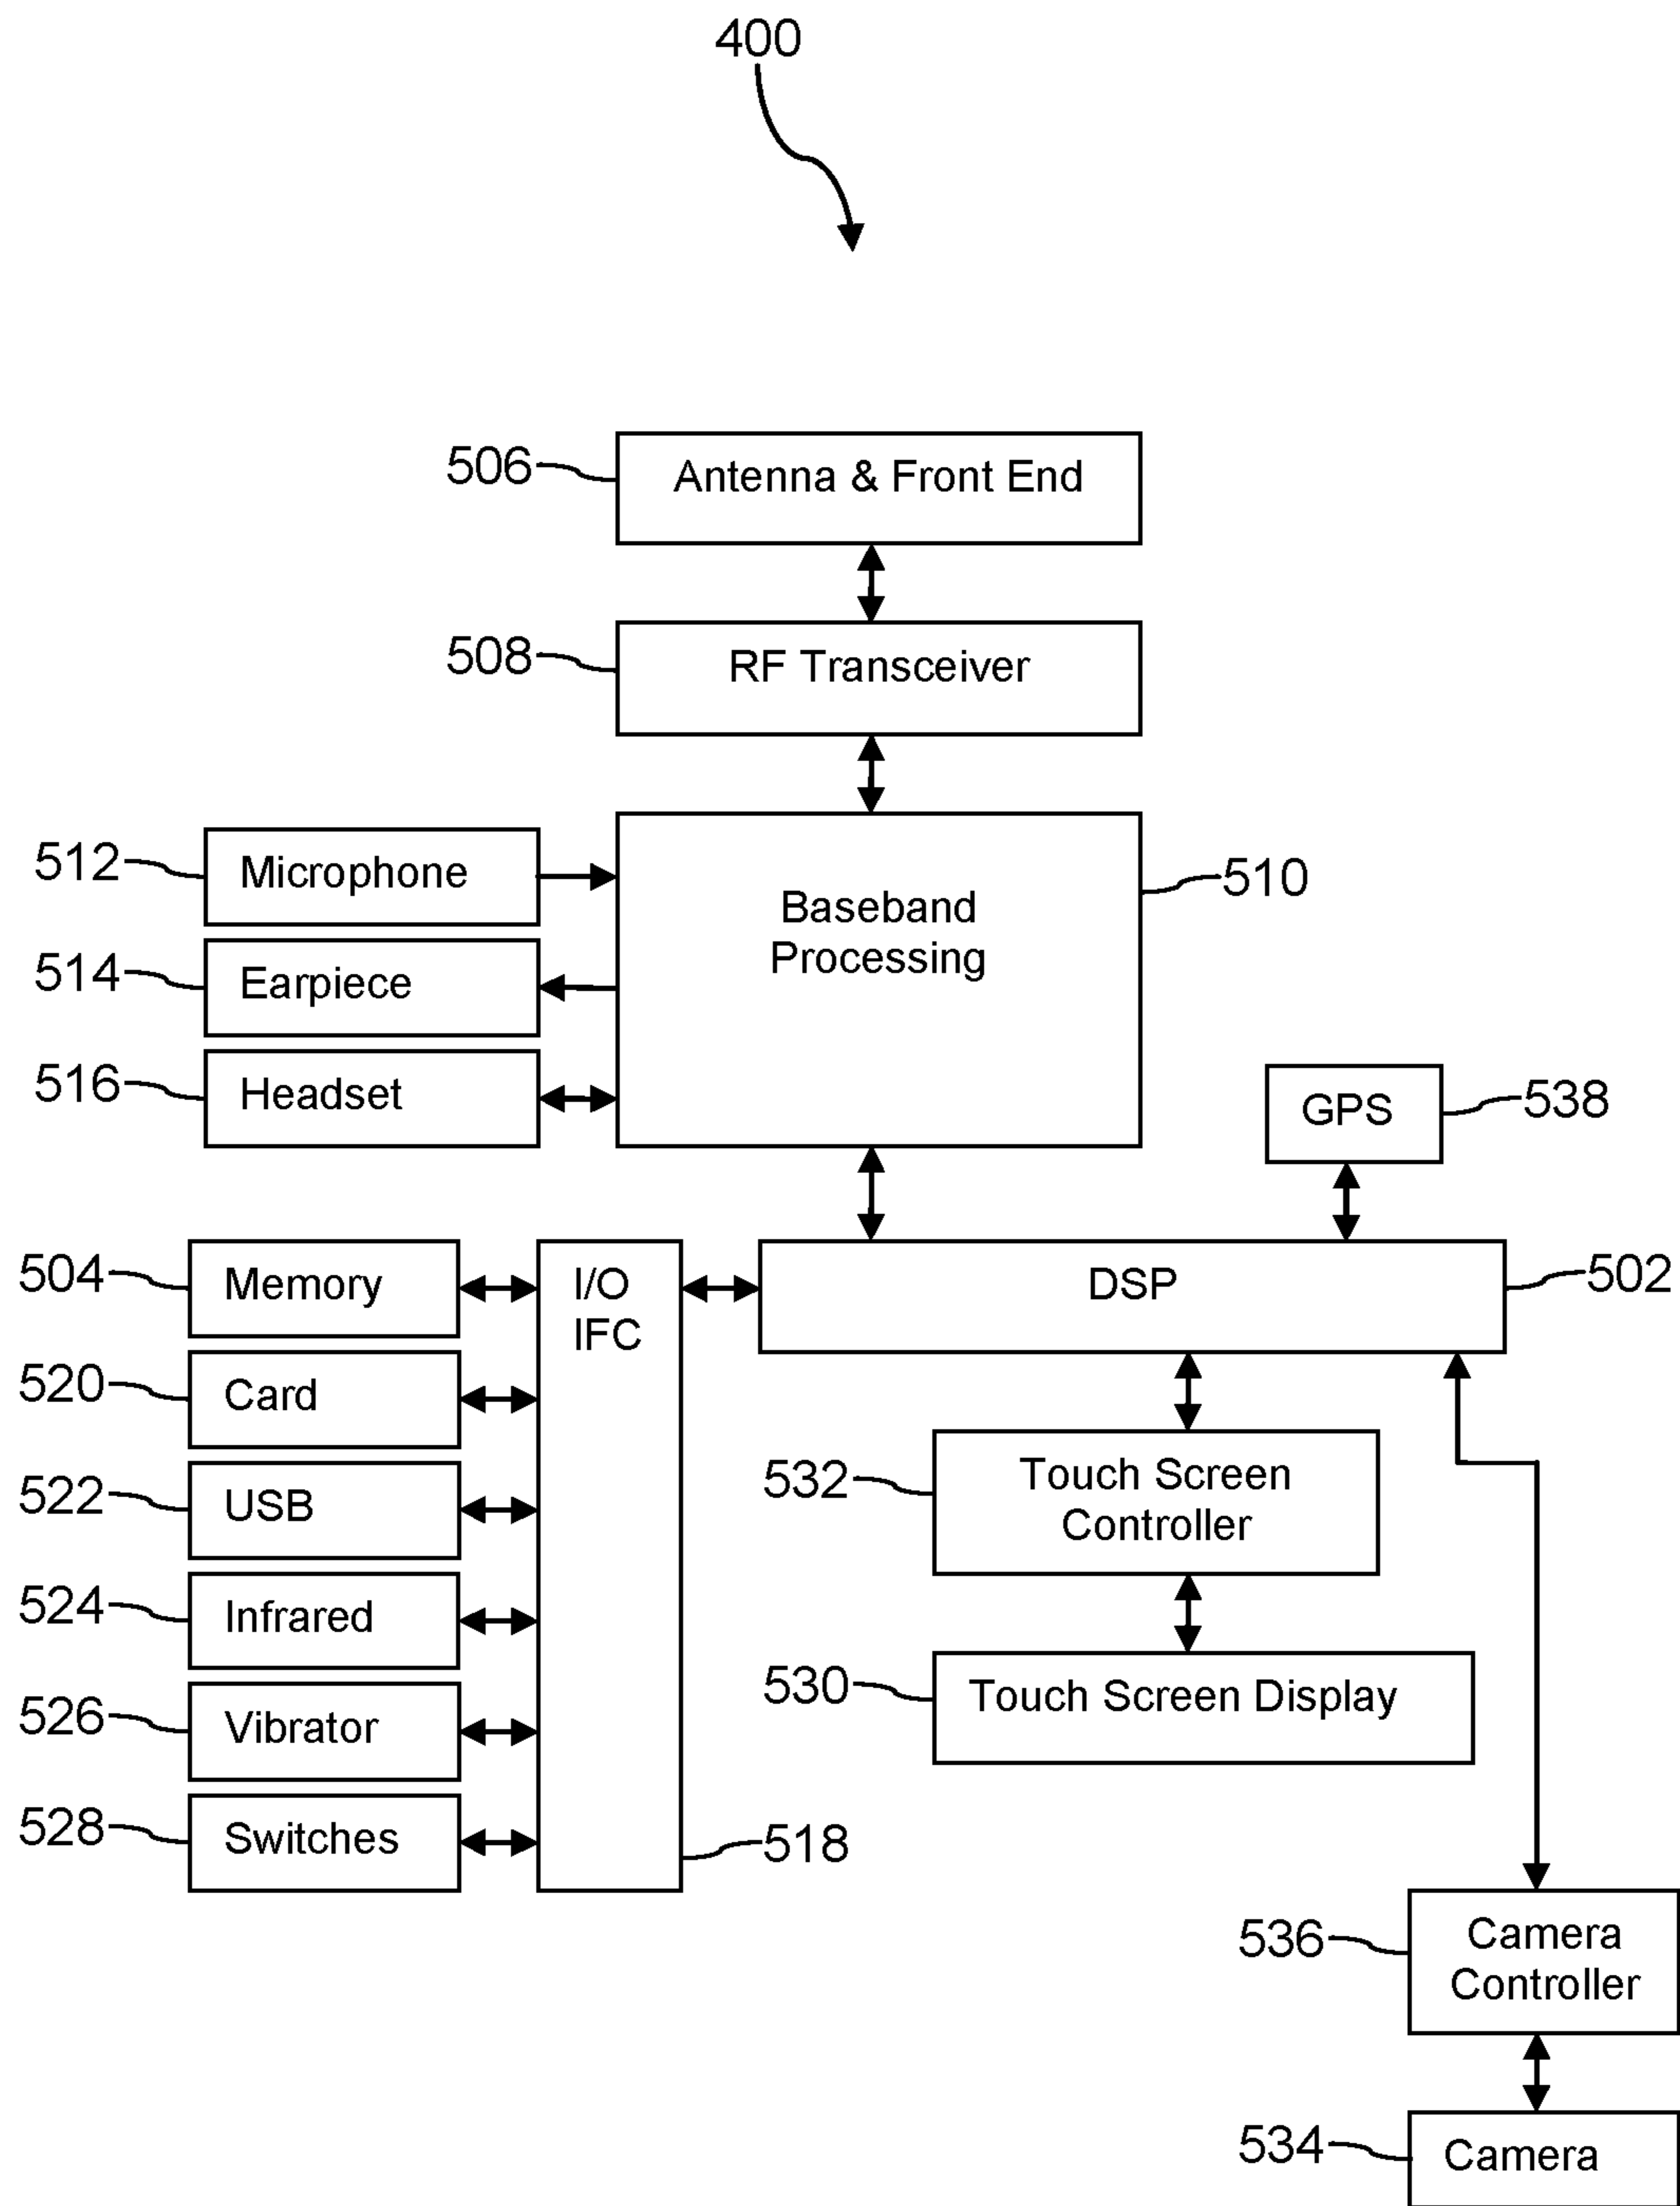 400
506
Antenna & Front End
508
RF Transceiver
512
Microphone
Baseband
Processing
510
514
Earpiece
516
Headset
GPS
538
504
Memory
I/O
IFC
DSP
502
520
Card
522
USB
532
Touch Screen
Controller
524
Infrared
526
Vibrator
530
Touch Screen Display
528
Switches
518
536
Camera
Controller
534
Camera